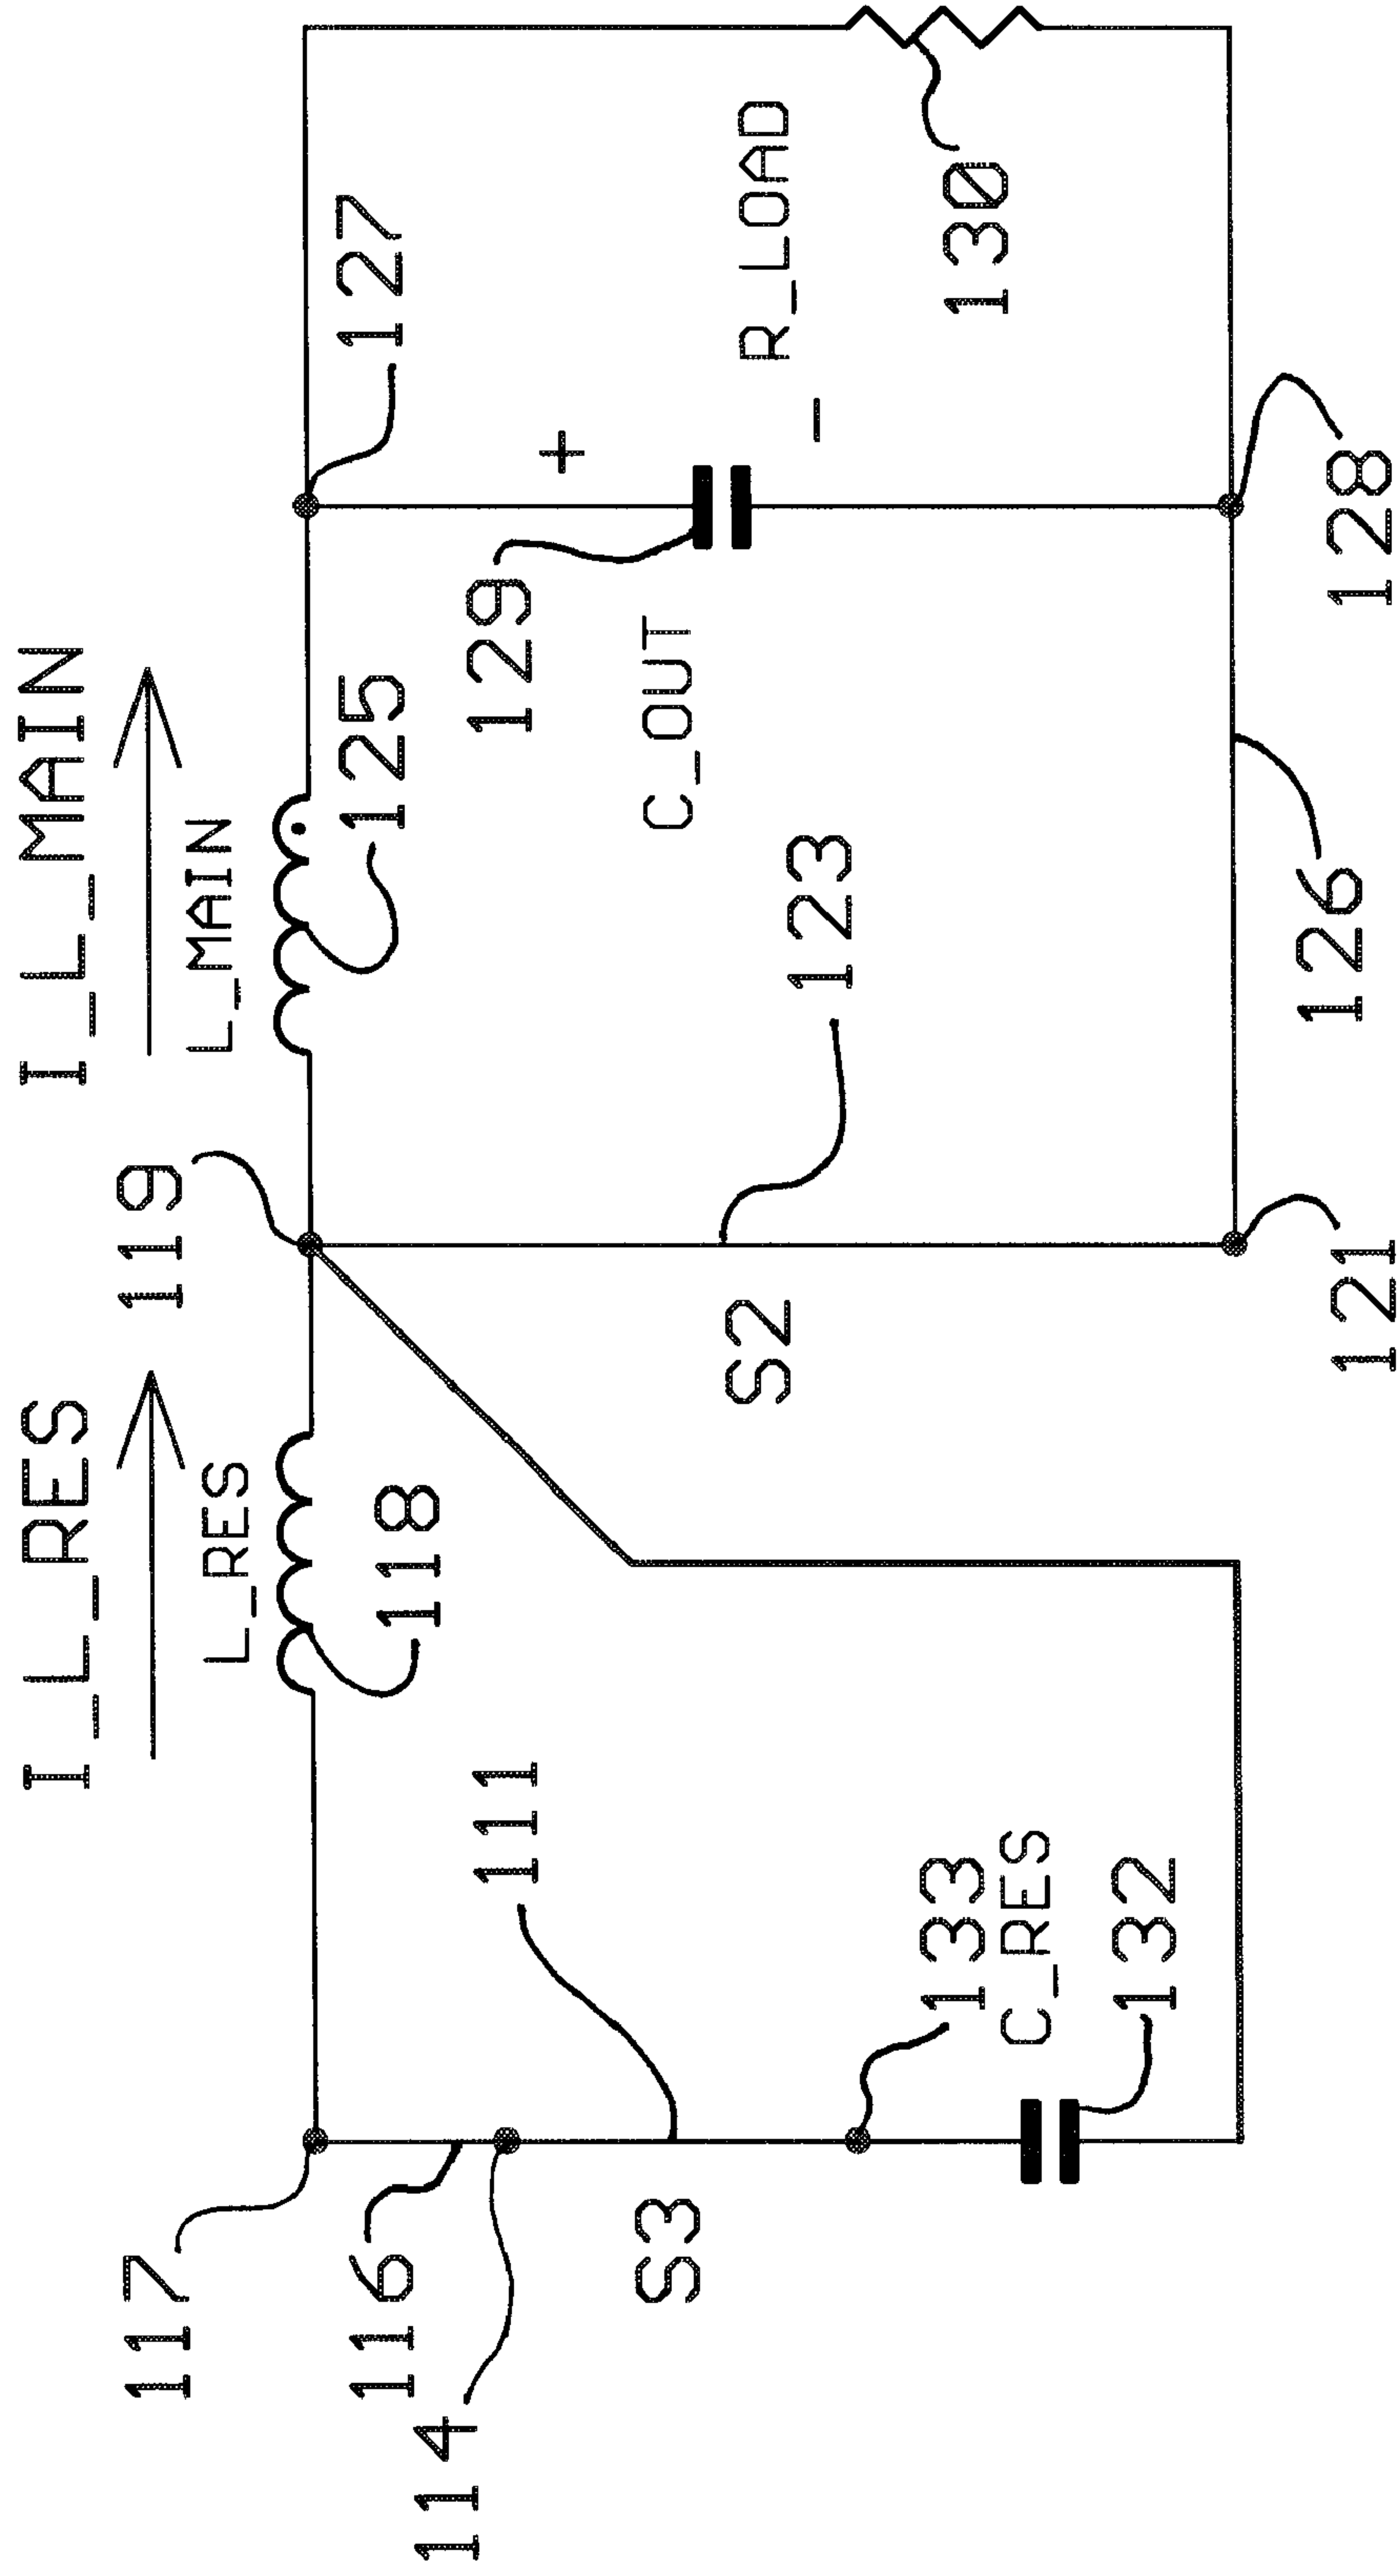 I_L_RES
I_L_MAIN
117
119
L_RES
L_MAIN
116
118
125
127
114
111
129
S3
C_OUT
S2
123
R_LOAD
+
-
133
130
C_RES
132
126
121
128